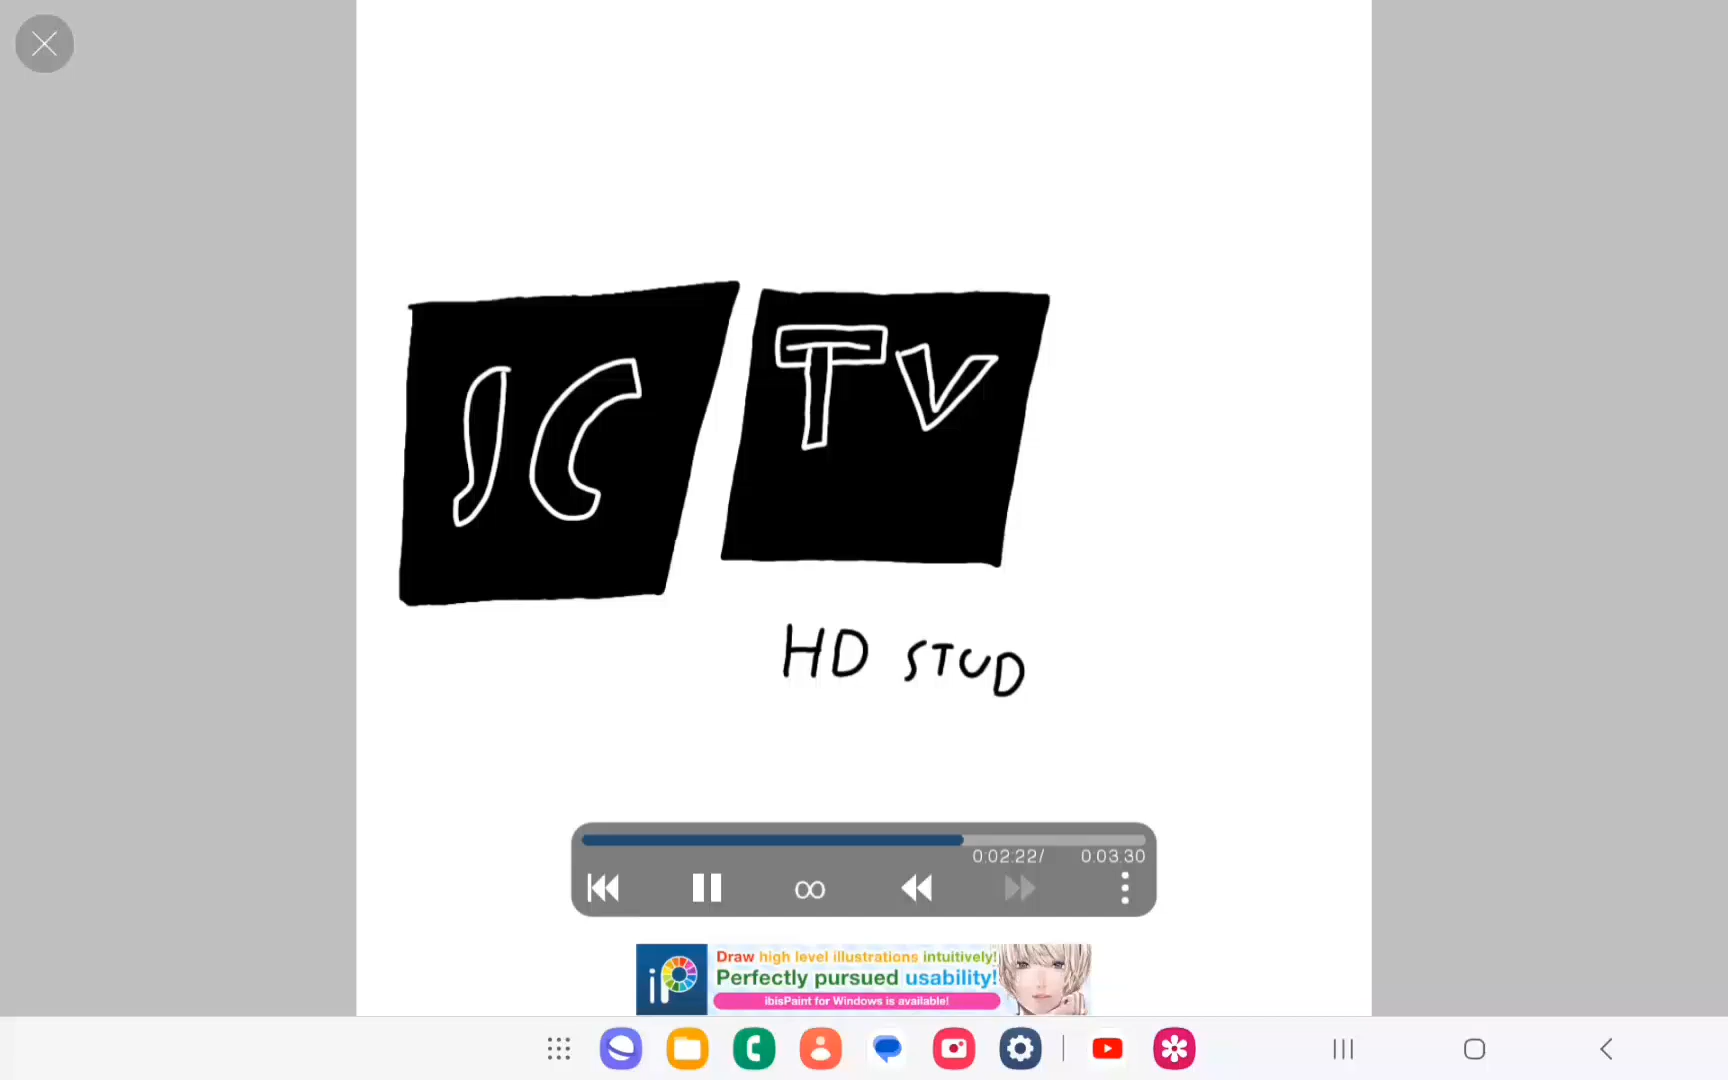 JC TV
HD STUD
0:02:22/ 0:03:30
Draw high level illustrations intuitively!
iP Perfectly pursued usability!
ibisPaint for Windows is available!